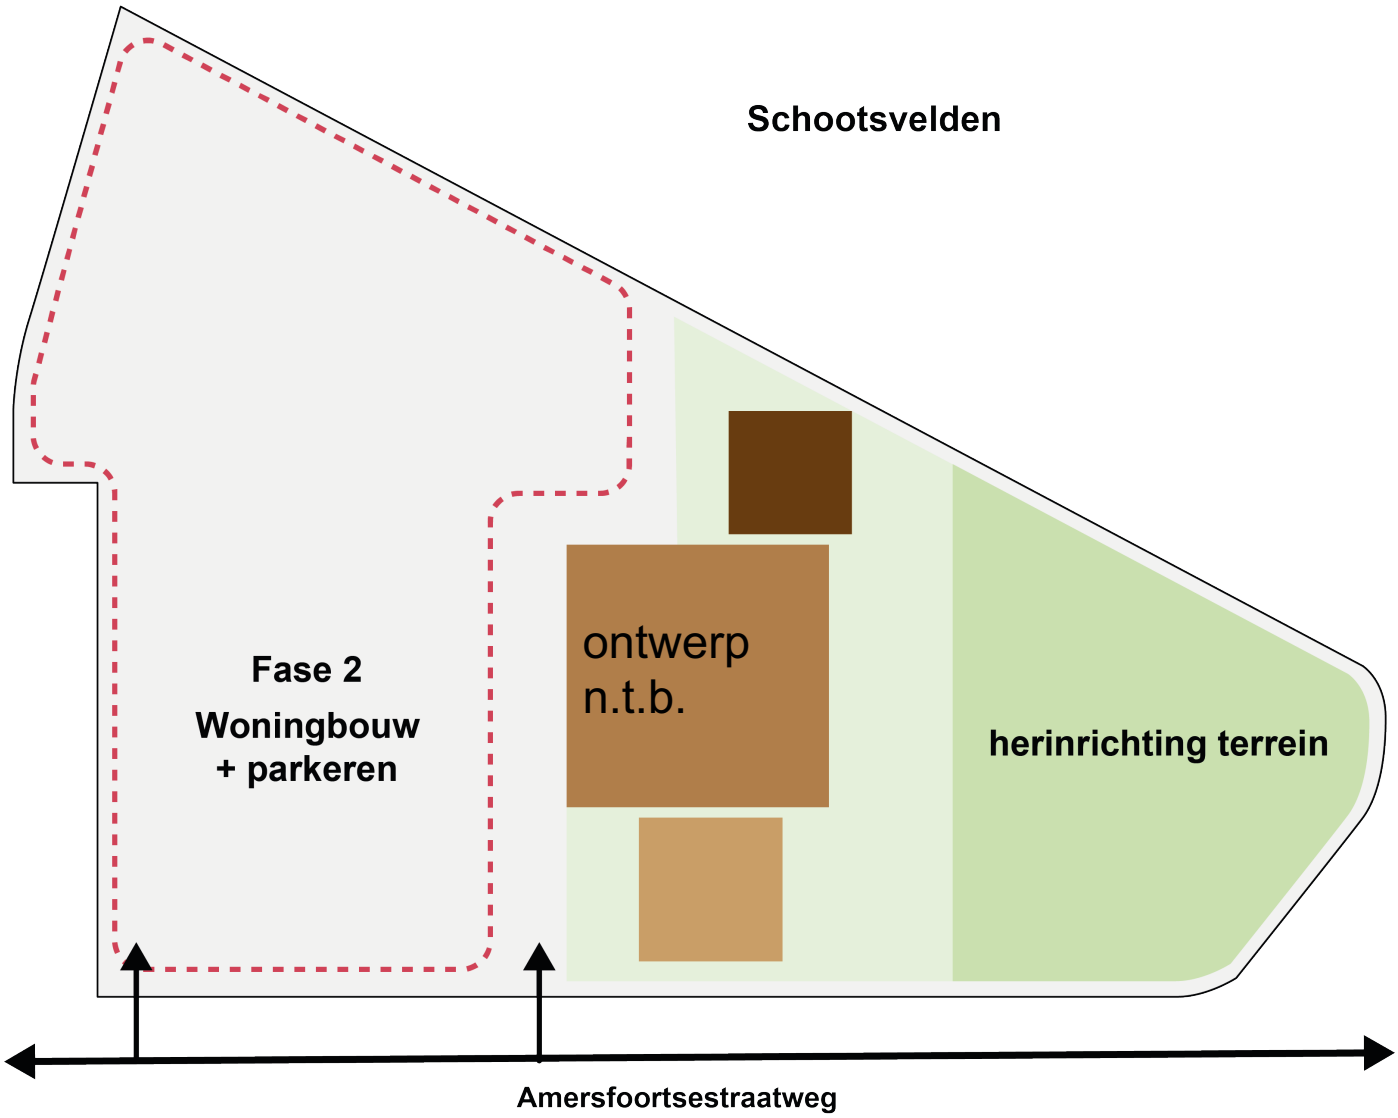 Schootsvelden
ontwerp
n.t.b.
Fase 2
Woningbouw
+ parkeren
herinrichting terrein
Amersfoortsestraatweg